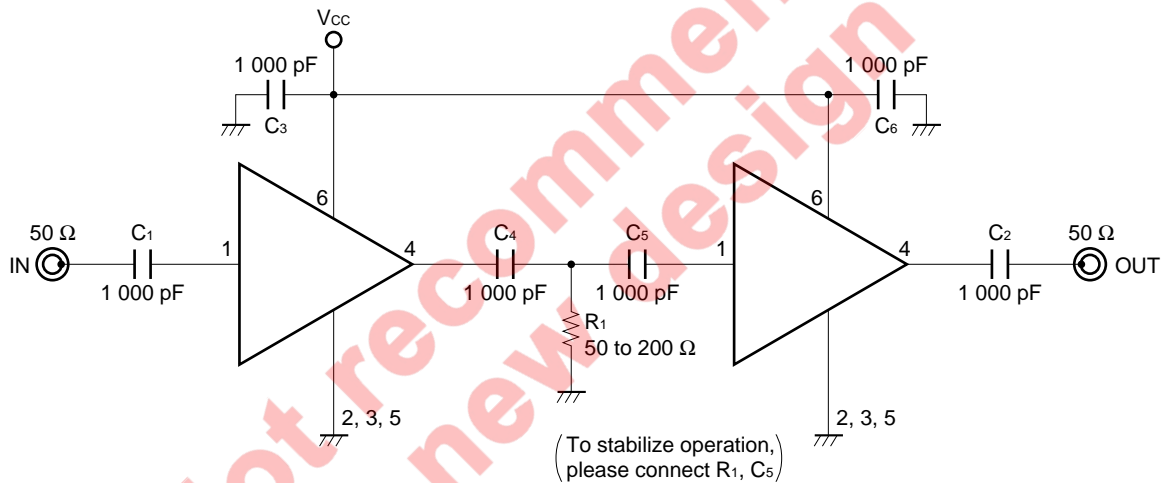 VCC
1 000 pF
1 000 pF
C3
C6
6
6
50 Ω
C1
1
4
C4
C5
1
4
C2
50 Ω
IN
OUT
1 000 pF
1 000 pF
1 000 pF
1 000 pF
R1
50 to 200 Ω
2, 3, 5
2, 3, 5
(To stabilize operation,
please connect R1, C5)
not recommen
new design